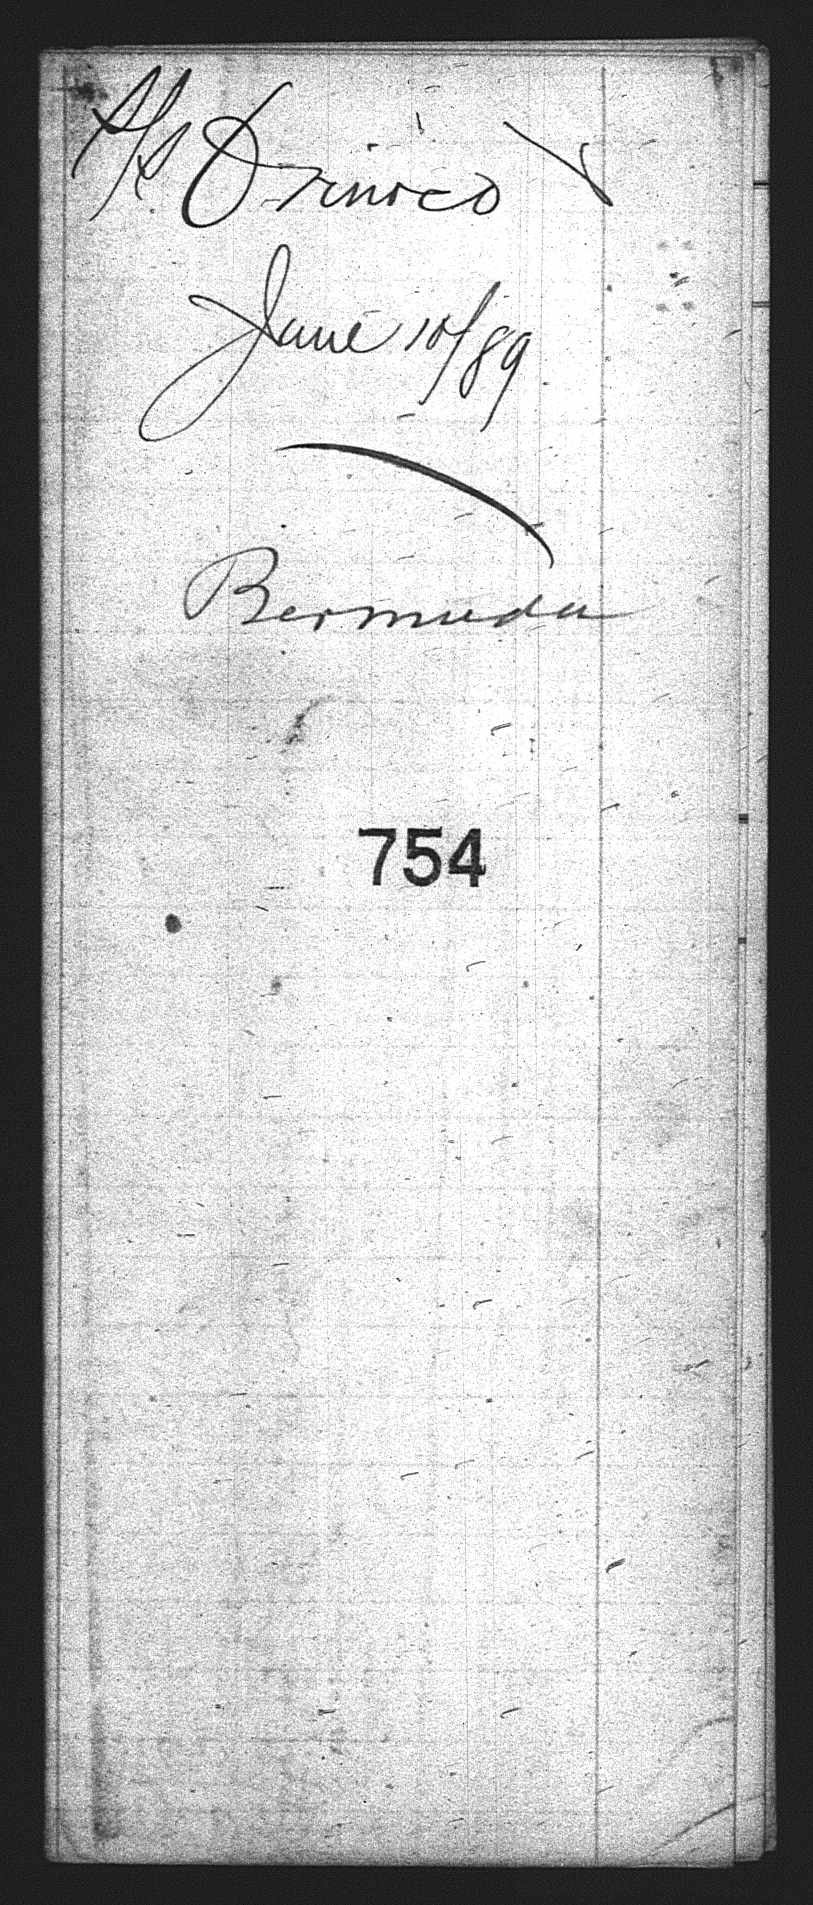 S/S Orinoco
June 10/89
Bermuda
754